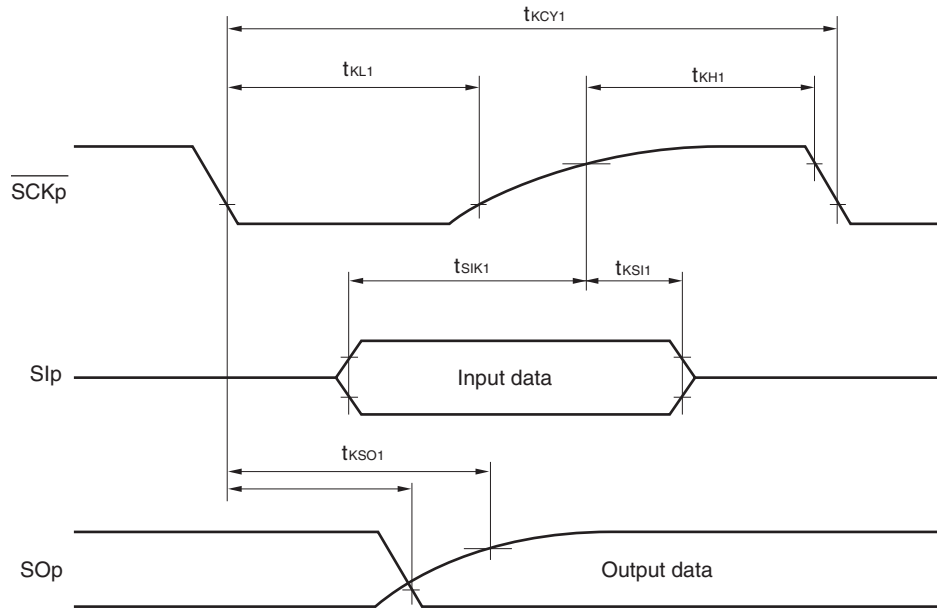 tKCY1
tKL1
tKH1
SCKp
tSIK1
tKSI1
SIp
Input data
tKSO1
SOp
Output data